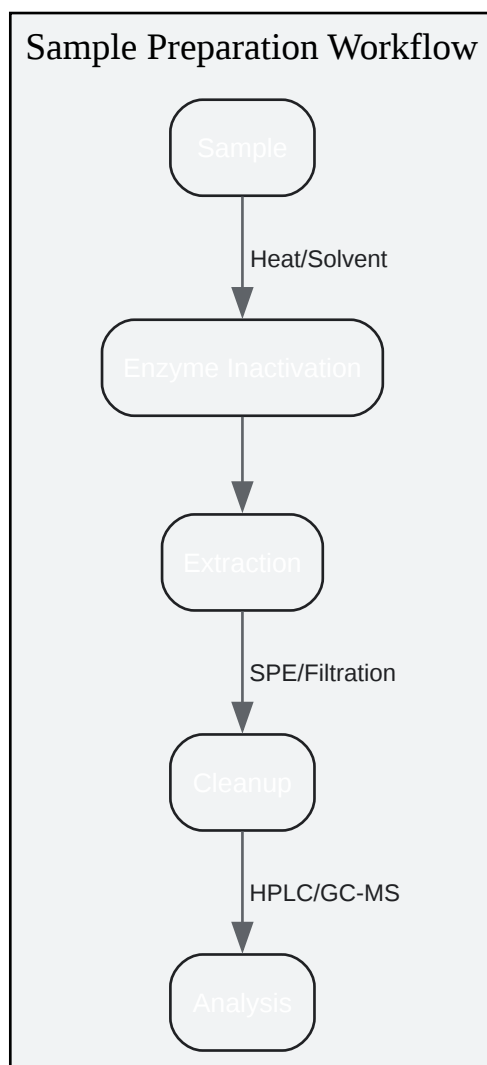 Sample Preparation Workflow
Sample
Heat/Solvent
Enzyme Inactivation
Extraction
SPE/Filtration
Cleanup
HPLC/GC-MS
Analysis